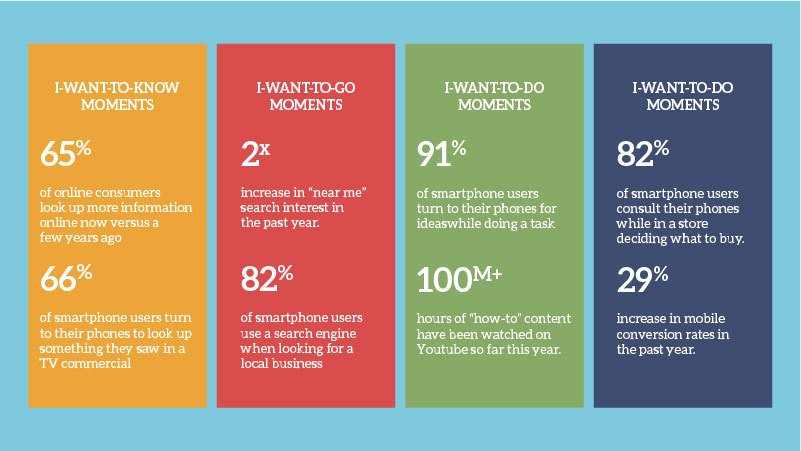 I-WANT-TO-KNOW
MOMENTS
65%
of online consumers
look up more information
online now versus a
few years ago
66%
of smartphone users turn
to their phones to look up
something they saw in a
TV commercial
I-WANT-TO-GO
MOMENTS
2x
increase in “near me”
search interest in
the past year.
82%
of smartphone users
use a search engine
when looking for a
local business
I-WANT-TO-DO
MOMENTS
91%
of smartphone users
turn to their phones for
ideaswhile doing a task
100M+
hours of “how-to” content
have been watched on
Youtube so far this year.
I-WANT-TO-DO
MOMENTS
82%
of smartphone users
consult their phones
while in a store
deciding what to buy.
29%
increase in mobile
conversion rates in
the past year.